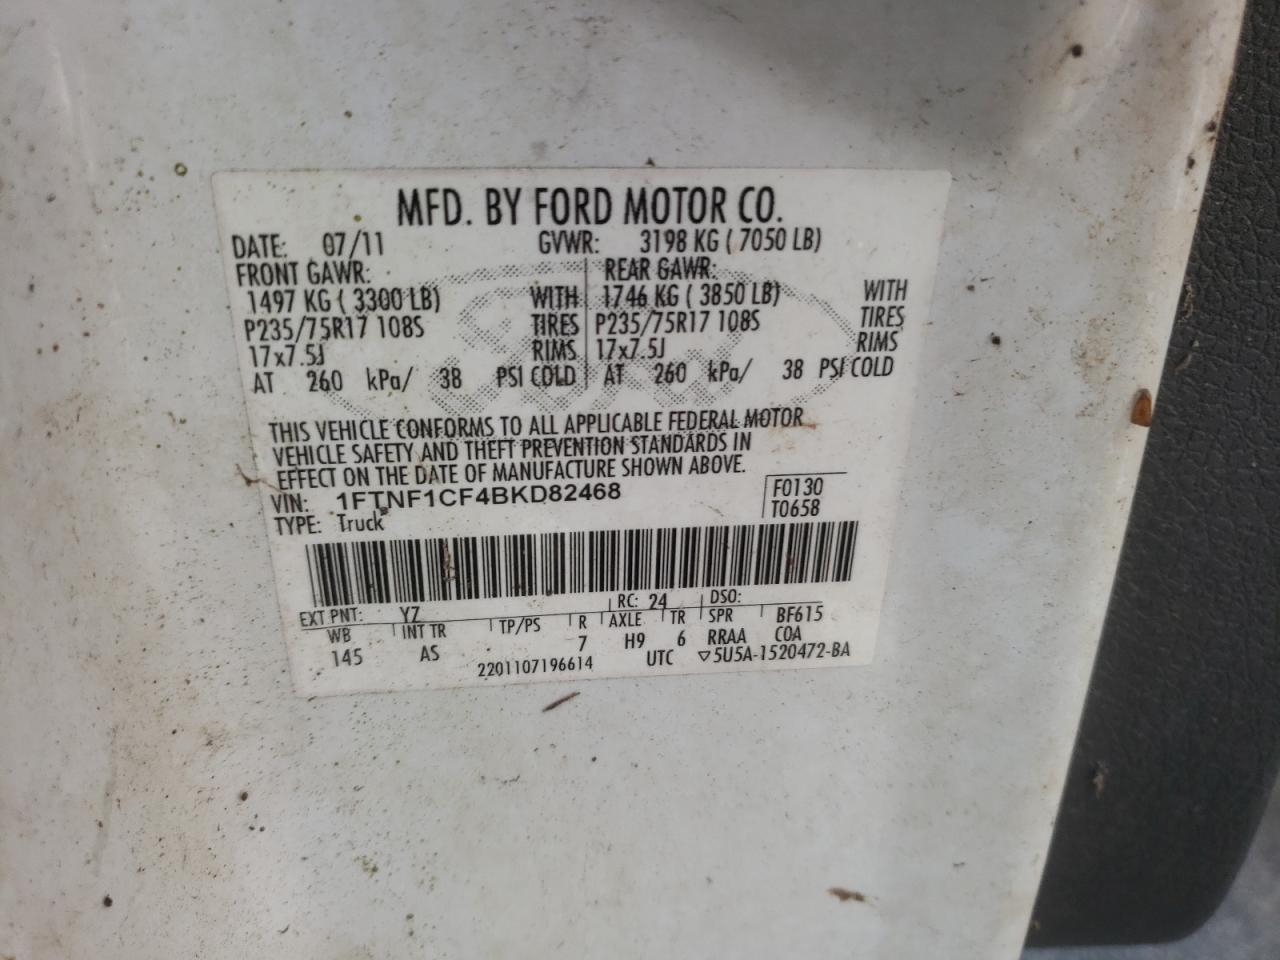 MFD. BY FORD MOTOR CO.
DATE: 07/11 GVWR: 3198 KG ( 7050 LB)
FRONT GAWR: REAR GAWR:
1497 KG ( 3300 LB) WITH 1746 KG ( 3850 LB) WITH
P235/75R17 108S TIRES P235/75R17 108S TIRES
17x7.5J RIMS 17x7.5J RIMS
AT 260 kPa/ 38 PSI COLD AT 260 kPa/ 38 PSI COLD
THIS VEHICLE CONFORMS TO ALL APPLICABLE FEDERAL MOTOR
VEHICLE SAFETY AND THEFT PREVENTION STANDARDS IN
EFFECT ON THE DATE OF MANUFACTURE SHOWN ABOVE.
VIN: 1FTNF1CF4BKD82468 F0130
TYPE: Truck T0658
EXT PNT: YZ RC: 24 DSO:
WB INT TR TP/PS R AXLE TR SPR BF615
145 AS 7 H9 6 RRAA COA
2201107196614 UTC ▽5U5A-1520472-BA